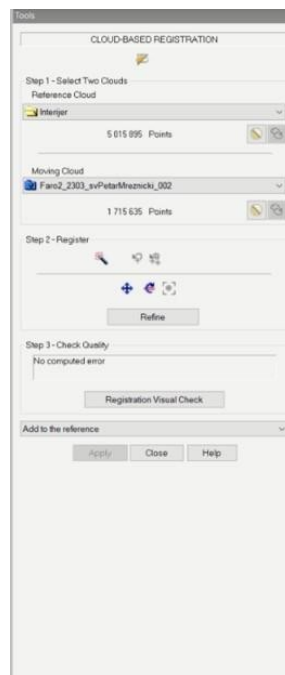 Tools
CLOUD-BASED REGISTRATION
Step 1 - Select Two Clouds
Reference Cloud
Interijer
5 015 895 Points
Moving Cloud
Faro2_2303_svPetarMreznicki_002
1 715 635 Points
Step 2 - Register
Refine
Step 3 - Check Quality
No computed error
Registration Visual Check
Add to the reference
Apply Close Help